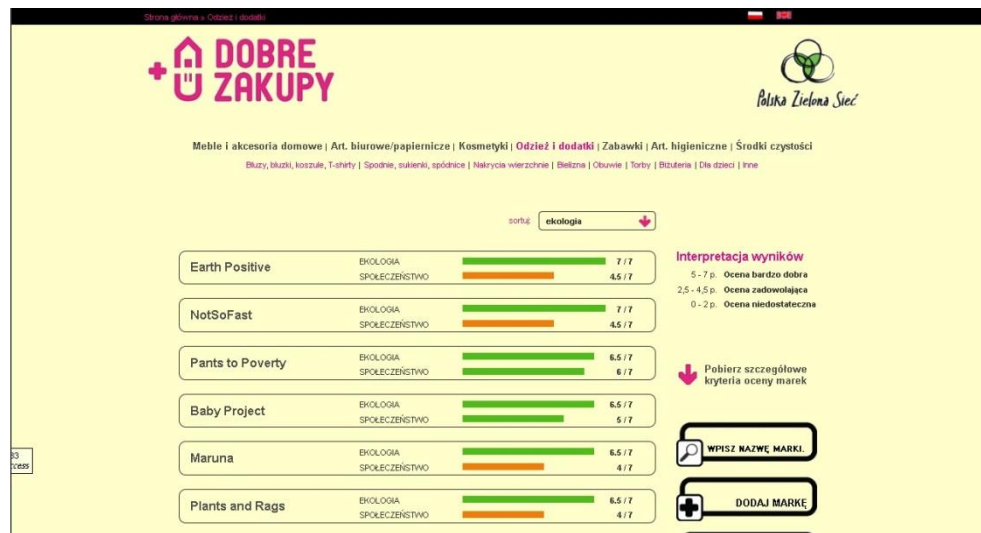 Strona główna » Odzież i dodatki
DOBRE
ZAKUPY
Polska Zielona Sieć
Meble i akcesoria domowe | Art. biurowe/papiernicze | Kosmetyki | Odzież i dodatki | Zabawki | Art. higieniczne | Środki czystości
Bluzy, bluzki, koszule, T-shirty | Spodnie, sukienki, spódnice | Nakrycia wierzchnie | Bielizna | Obuwie | Torby | Biżuteria | Dla dzieci | Inne
sortuj: ekologia
Earth Positive
EKOLOGIA 7 / 7
SPOŁECZEŃSTWO 4.5 / 7
NotSoFast
EKOLOGIA 7 / 7
SPOŁECZEŃSTWO 4.5 / 7
Pants to Poverty
EKOLOGIA 6.5 / 7
SPOŁECZEŃSTWO 6 / 7
Baby Project
EKOLOGIA 6.5 / 7
SPOŁECZEŃSTWO 5 / 7
Maruna
EKOLOGIA 6.5 / 7
SPOŁECZEŃSTWO 4 / 7
Plants and Rags
EKOLOGIA 6.5 / 7
SPOŁECZEŃSTWO 4 / 7
Interpretacja wyników
5 - 7 p. Ocena bardzo dobra
2,5 - 4,5 p. Ocena zadowolająca
0 - 2 p. Ocena niedostateczna
Pobierz szczegółowe
kryteria oceny marek
WPISZ NAZWĘ MARKI.
DODAJ MARKĘ